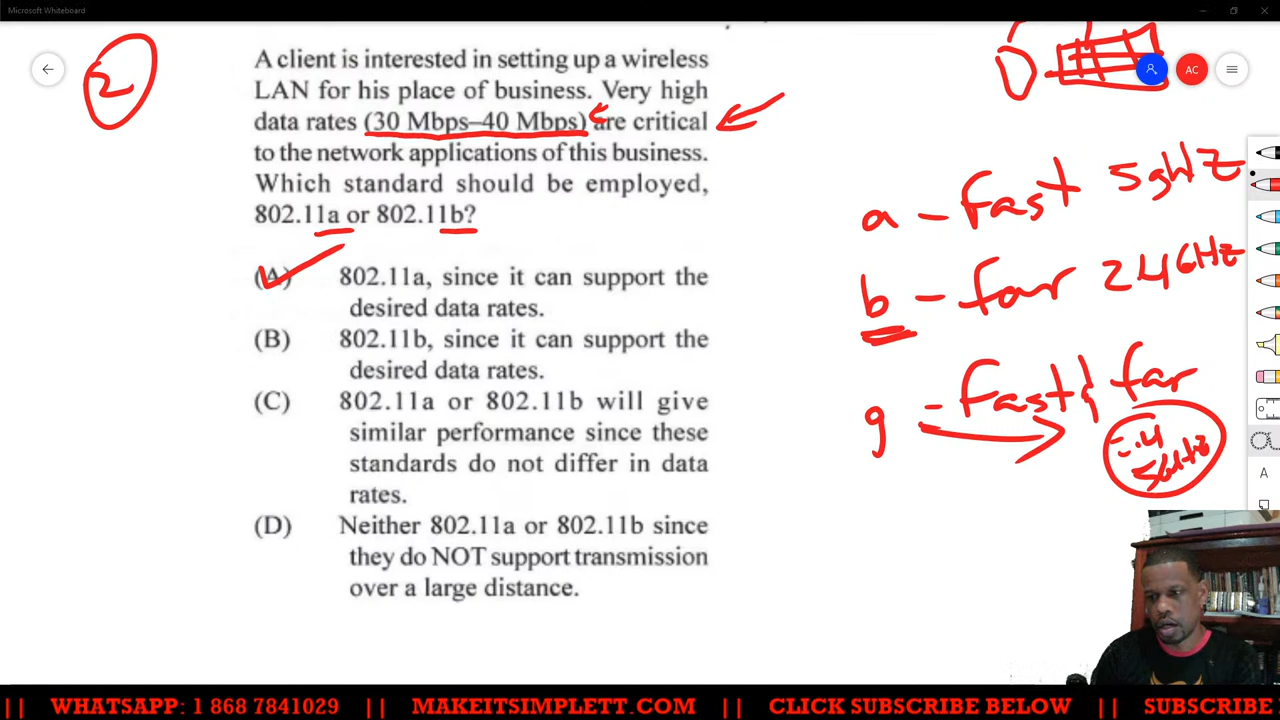 Microsoft Whiteboard
2
A client is interested in setting up a wireless
LAN for his place of business. Very high
data rates (30 Mbps–40 Mbps) are critical
to the network applications of this business.
Which standard should be employed,
802.11a or 802.11b?
(A) 802.11a, since it can support the
desired data rates.
(B) 802.11b, since it can support the
desired data rates.
(C) 802.11a or 802.11b will give
similar performance since these
standards do not differ in data
rates.
(D) Neither 802.11a or 802.11b since
they do NOT support transmission
over a large distance.
AC
a – fast 5gHz
b – far 2.4GHz
g – fast & far
5GHz
A
|| WHATSAPP: 1 868 7841029 || MAKEITSIMPLETT.COM || CLICK SUBSCRIBE BELOW || SUBSCRIBE